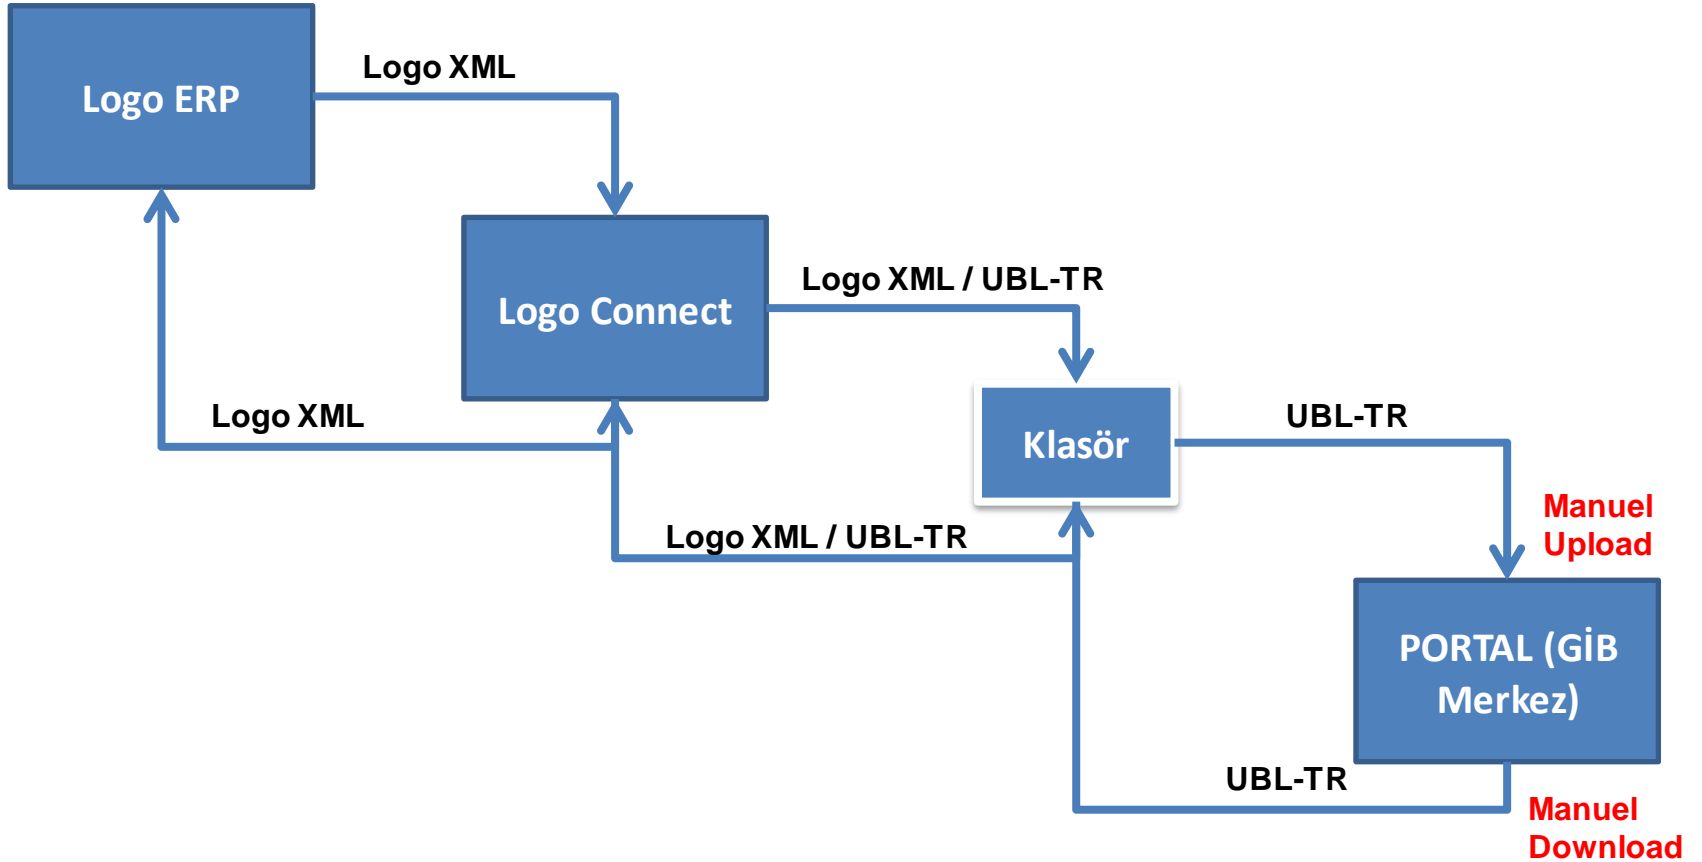 Logo XML
Logo ERP
Logo XML / UBL-TR
Logo Connect
Logo XML
UBL-TR
Klasör
Manuel
Upload
Logo XML / UBL-TR
PORTAL (GİB
Merkez)
UBL-TR
Manuel
Download